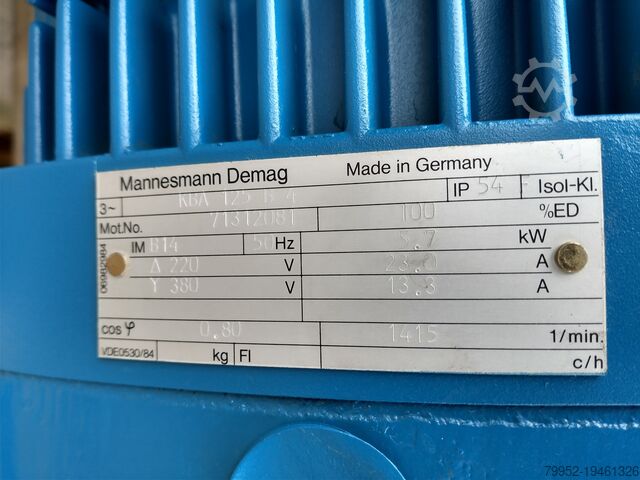 Mannesmann Demag Made in Germany
3~ KBA 125 B 4 IP 54 Isol-Kl.
Mot.No. 71312081 100 %ED
IM B14 50 Hz 5.7 kW
Δ 220 V 23.0 A
Y 380 V 13.3 A
cos φ 0.80 1415 1/min.
VDE0530/84 kg FI c/h
06982984
79952-19461326